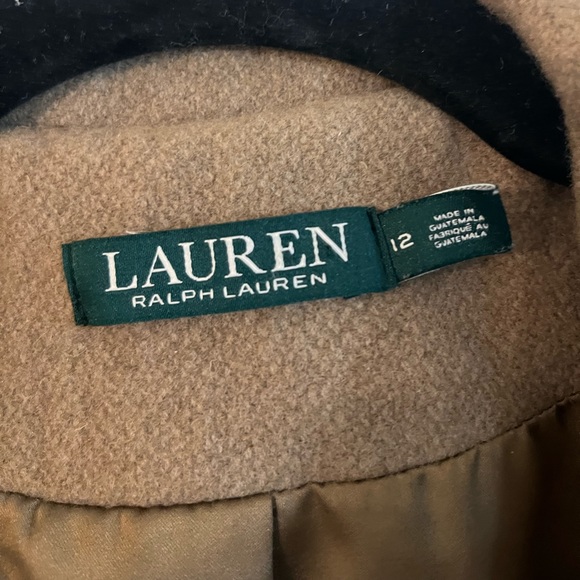 LAUREN
RALPH LAUREN
12
MADE IN
GUATEMALA
FABRIQUÉ AU
GUATEMALA